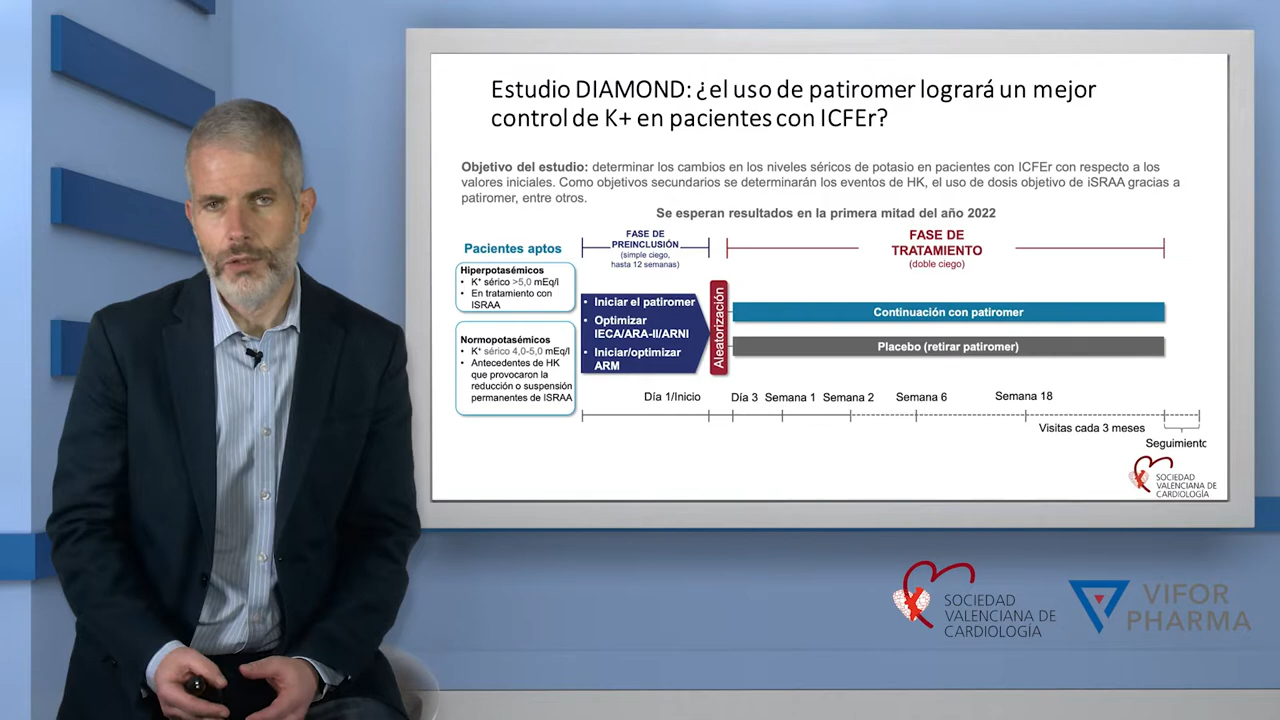 Estudio DIAMOND: ¿el uso de patiromer logrará un mejor
control de K+ en pacientes con ICFEr?
Objetivo del estudio: determinar los cambios en los niveles séricos de potasio en pacientes con ICFEr con respecto a los
valores iniciales. Como objetivos secundarios se determinarán los eventos de HK, el uso de dosis objetivo de iSRAA gracias a
patiromer, entre otros.
Se esperan resultados en la primera mitad del año 2022
Pacientes aptos
Hiperpotasémicos
• K+ sérico >5,0 mEq/l
• En tratamiento con
ISRAA
Normopotasémicos
• K+ sérico 4,0-5,0 mEq/l
• Antecedentes de HK
que provocaron la
reducción o suspensión
permanentes de ISRAA
FASE DE
PREINCLUSIÓN
(simple ciego,
hasta 12 semanas)
• Iniciar el patiromer
• Optimizar
IECA/ARA-II/ARNI
• Iniciar/optimizar
ARM
Aleatorización
FASE DE
TRATAMIENTO
(doble ciego)
Continuación con patiromer
Placebo (retirar patiromer)
Día 1/Inicio Día 3 Semana 1 Semana 2 Semana 6 Semana 18
Visitas cada 3 meses
Seguimiento
SOCIEDAD
VALENCIANA DE
CARDIOLOGÍA
SOCIEDAD
VALENCIANA DE
CARDIOLOGÍA
VIFOR
PHARMA